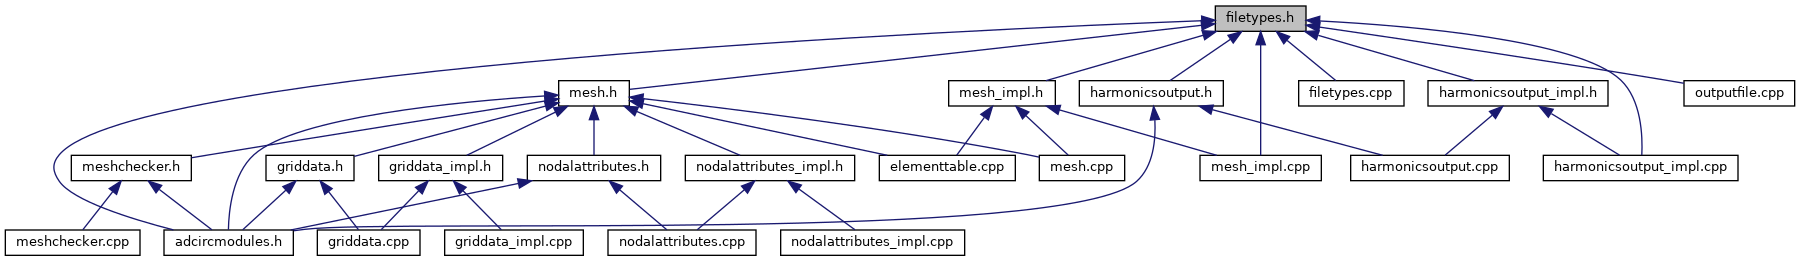 filetypes.h
mesh.h
mesh_impl.h
harmonicsoutput.h
filetypes.cpp
harmonicsoutput_impl.h
outputfile.cpp
meshchecker.h
griddata.h
griddata_impl.h
nodalattributes.h
nodalattributes_impl.h
elementtable.cpp
mesh.cpp
mesh_impl.cpp
harmonicsoutput.cpp
harmonicsoutput_impl.cpp
meshchecker.cpp
adcircmodules.h
griddata.cpp
griddata_impl.cpp
nodalattributes.cpp
nodalattributes_impl.cpp